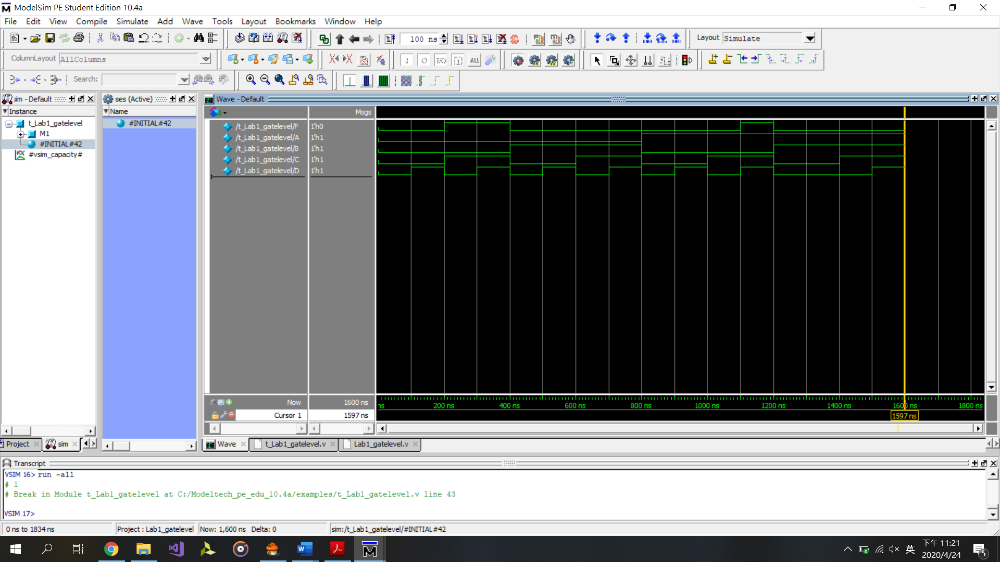 ModelSim PE Student Edition 10.4a
File Edit View Compile Simulate Add Wave Tools Layout Bookmarks Window Help
100 ns
Layout Simulate
ColumnLayout AllColumns
ALL
Search:
sim - Default
ses (Active)
Wave - Default
Instance
Name
Msgs
t_Lab1_gatelevel
M1
#INITIAL#42
#vsim_capacity#
#INITIAL#42
/t_Lab1_gatelevel/F 1'h0
/t_Lab1_gatelevel/A 1'h1
/t_Lab1_gatelevel/B 1'h1
/t_Lab1_gatelevel/C 1'h1
/t_Lab1_gatelevel/D 1'h1
Now 1600 ns
ns 200 ns 400 ns 600 ns 800 ns 1000 ns 1200 ns 1400 ns 1600 ns 1800 ns
Cursor 1 1597 ns
1597 ns
Project sim
Wave t_Lab1_gatelevel.v Lab1_gatelevel.v
Transcript
VSIM 16> run -all
# 1
# Break in Module t_Lab1_gatelevel at C:/Modeltech_pe_edu_10.4a/examples/t_Lab1_gatelevel.v line 43
VSIM 17>
0 ns to 1834 ns
Project : Lab1_gatelevel
Now: 1,600 ns Delta: 0
sim:/t_Lab1_gatelevel/#INITIAL#42
英
下午 11:21
2020/4/24
5